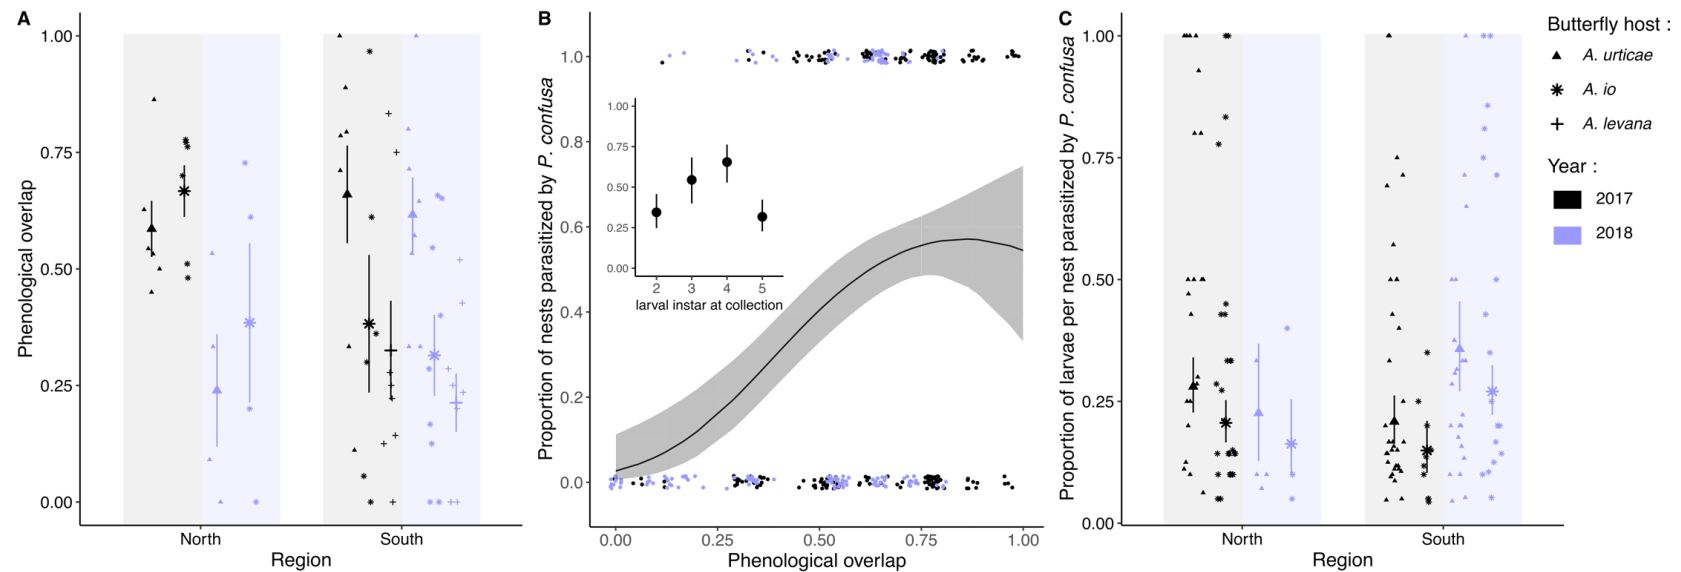 A
Phenological overlap
1.00
0.75
0.50
0.25
0.00
North
South
Region
B
Proportion of nests parasitized by P. confusa
1.0
0.8
0.6
0.4
0.2
0.0
1.00
0.75
0.50
0.25
0.00
2 3 4 5
larval instar at collection
0.00 0.25 0.50 0.75 1.00
Phenological overlap
C
Proportion of larvae per nest parasitized by P. confusa
1.00
0.75
0.50
0.25
0.00
North
South
Region
Butterfly host :
A. urticae
A. io
A. levana
Year :
2017
2018